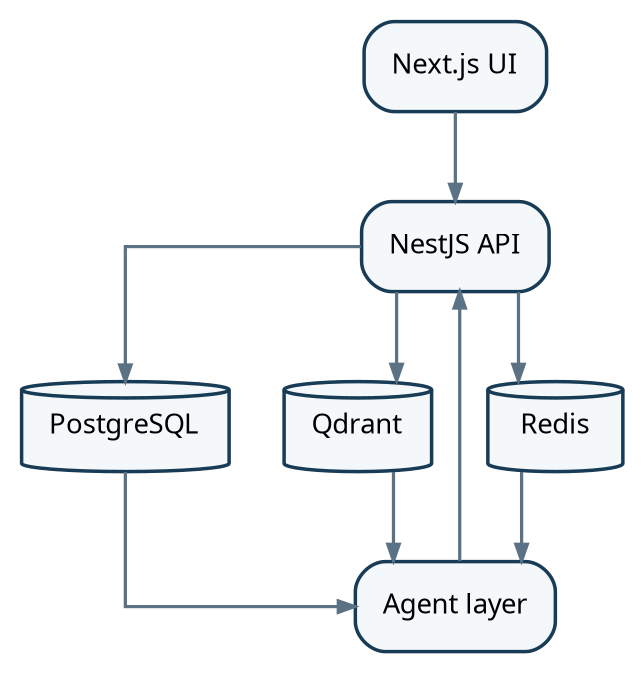 Next.js UI
NestJS API
PostgreSQL
Qdrant
Redis
Agent layer